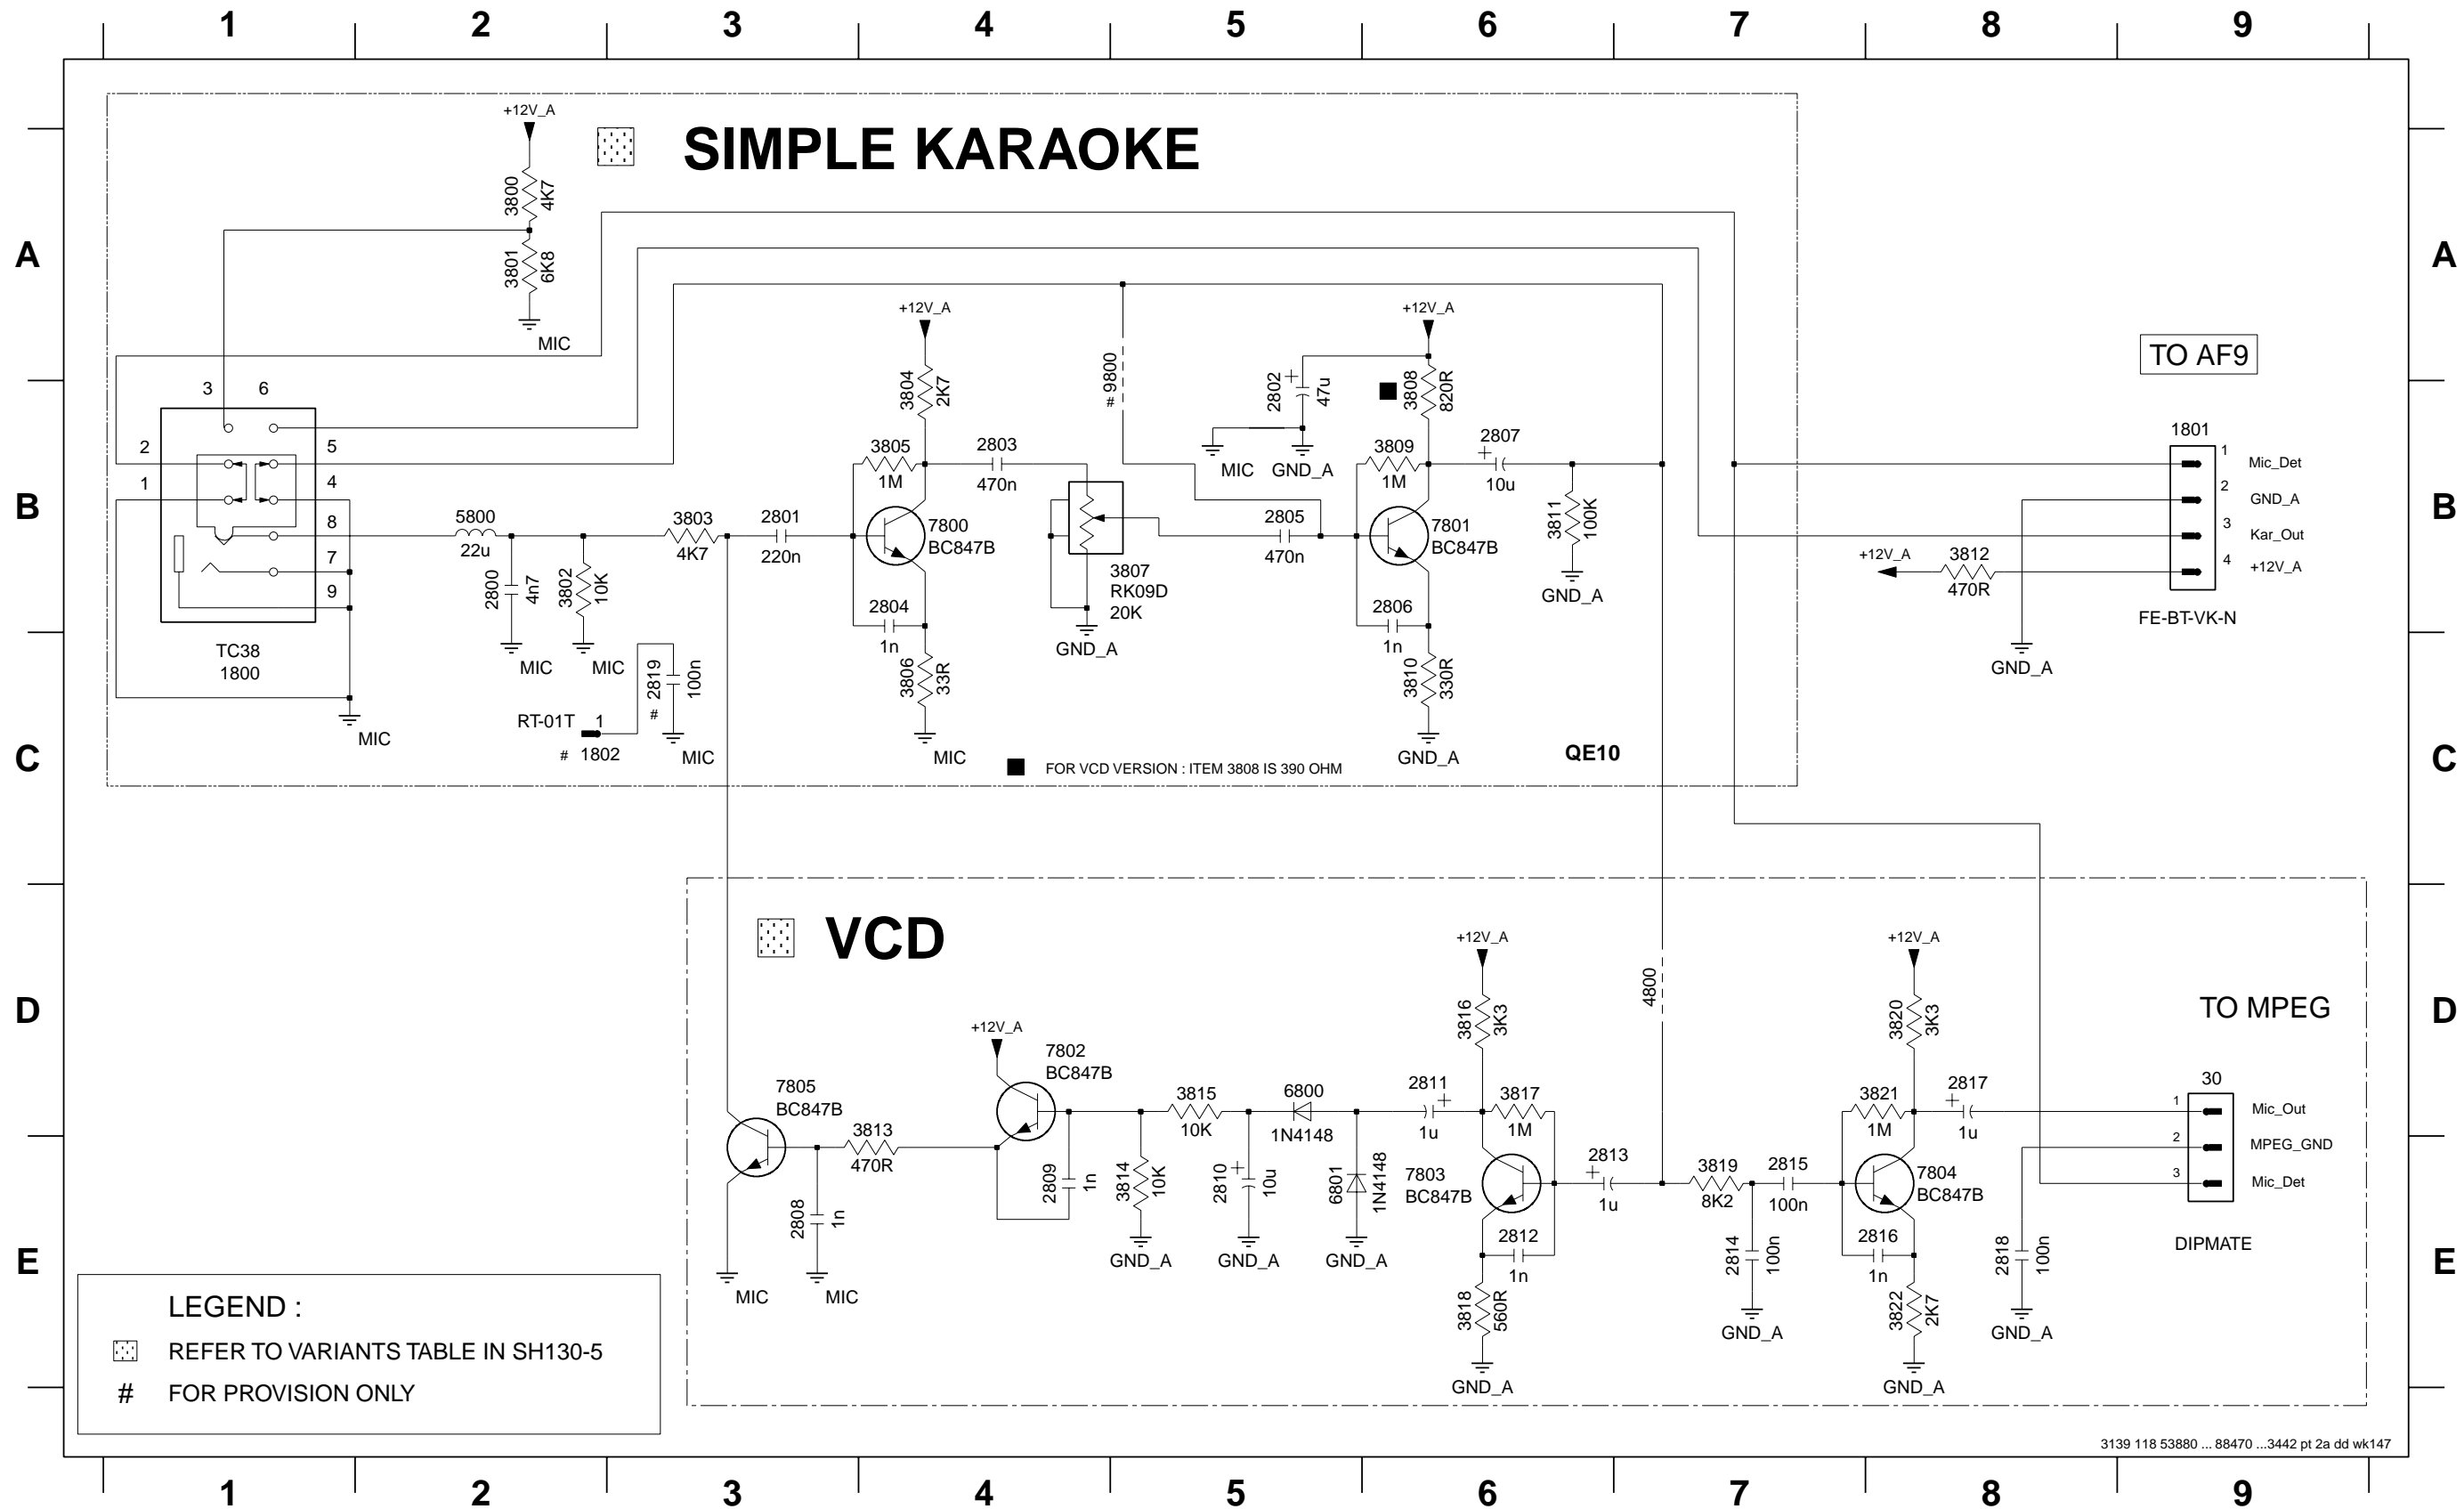 1 2 3 4 5 6 7 8 9
A
B
C
D
E
A
B
C
D
E
SIMPLE KARAOKE
+12V_A
3800
4K7
3801
6K8
MIC
3 6
2
1
5
4
8
7
9
TC38
1800
MIC
5800
22u
2800
4n7
MIC
3802
10K
MIC
RT-01T 1
# 1802
# 2819
100n
MIC
3803
4K7
2801
220n
+12V_A
3804
2K7
3805
1M
7800
BC847B
2804
1n
3806
33R
MIC
2803
470n
3807
RK09D
20K
GND_A
# 9800
2805
470n
2802
+
47u
MIC
GND_A
+12V_A
3808
820R
3809
1M
7801
BC847B
2806
1n
3810
330R
GND_A
2807
+
10u
3811
100K
GND_A
QE10
FOR VCD VERSION : ITEM 3808 IS 390 OHM
TO AF9
1801
1 Mic_Det
2 GND_A
3 Kar_Out
4 +12V_A
FE-BT-VK-N
+12V_A
3812
470R
GND_A
VCD
7805
BC847B
MIC
2808
1n
MIC
3813
470R
+12V_A
7802
BC847B
2809
1n
3814
10K
GND_A
3815
10K
2810
+
10u
GND_A
6800
1N4148
6801
1N4148
GND_A
2811
+
1u
+12V_A
3816
3K3
3817
1M
7803
BC847B
2812
1n
3818
560R
GND_A
2813
+
1u
4800
3819
8K2
2814
100n
GND_A
2815
100n
+12V_A
3820
3K3
3821
1M
7804
BC847B
2816
1n
3822
2K7
GND_A
2817
+
1u
2818
100n
GND_A
TO MPEG
30
1 Mic_Out
2 MPEG_GND
3 Mic_Det
DIPMATE
LEGEND :
REFER TO VARIANTS TABLE IN SH130-5
# FOR PROVISION ONLY
3139 118 53880 ... 88470 ...3442 pt 2a dd wk147
1 2 3 4 5 6 7 8 9